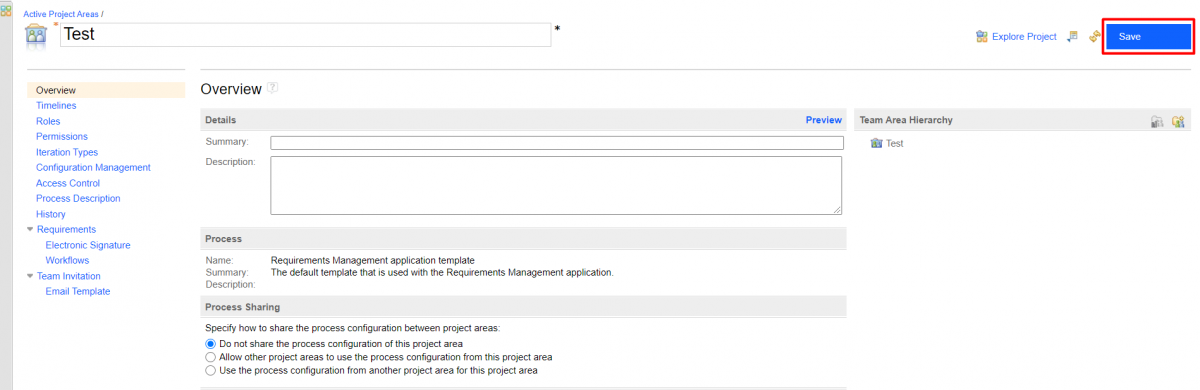 Active Project Areas /
* Test *
Explore Project
Save
Overview
Timelines
Roles
Permissions
Iteration Types
Configuration Management
Access Control
Process Description
History
Requirements
Electronic Signature
Workflows
Team Invitation
Email Template
Overview ?
Details Preview
Summary:
Description:
Process
Name: Requirements Management application template
Summary: The default template that is used with the Requirements Management application.
Description:
Process Sharing
Specify how to share the process configuration between project areas:
Do not share the process configuration of this project area
Allow other project areas to use the process configuration from this project area
Use the process configuration from another project area for this project area
Team Area Hierarchy
Test